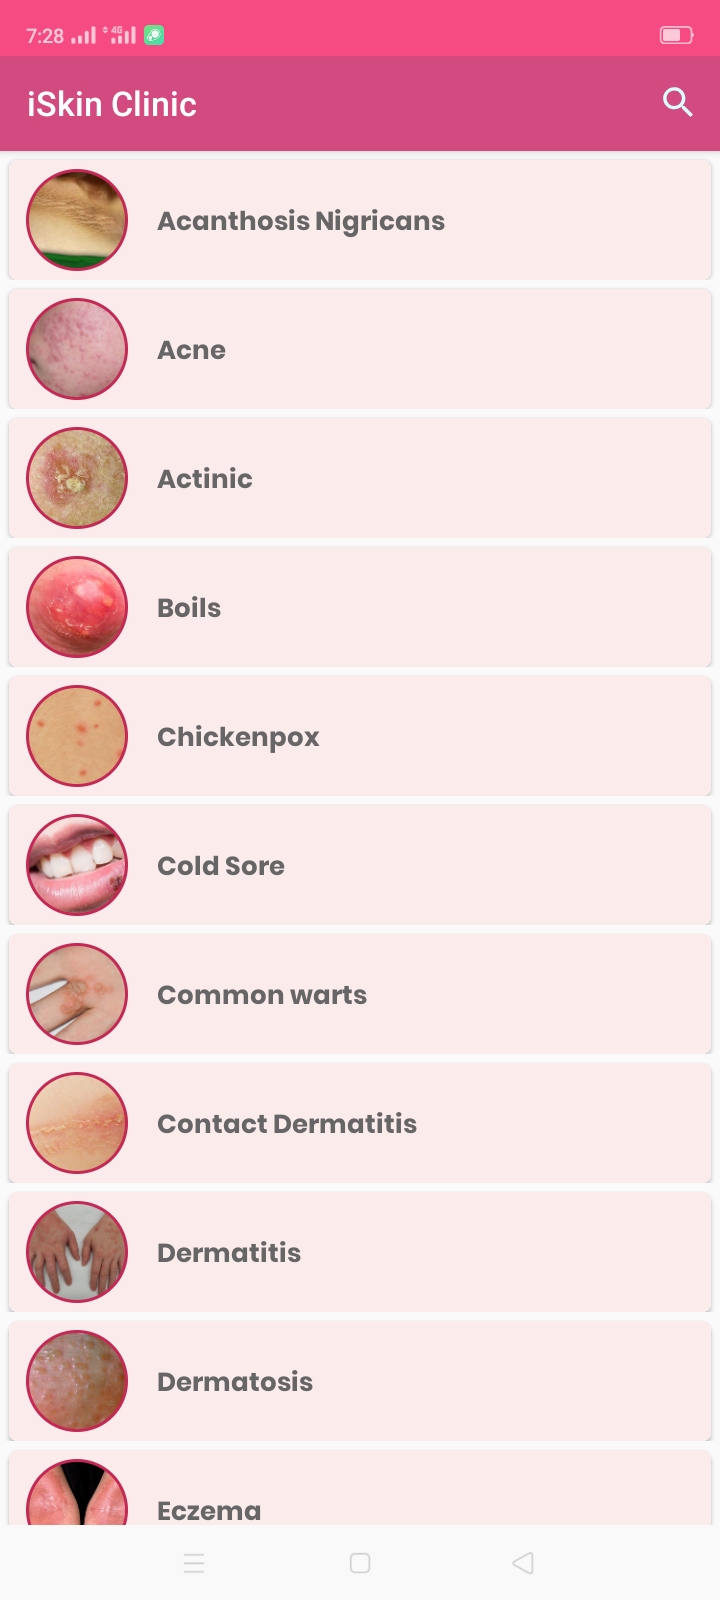 7:28 4G
iSkin Clinic
Acanthosis Nigricans
Acne
Actinic
Boils
Chickenpox
Cold Sore
Common warts
Contact Dermatitis
Dermatitis
Dermatosis
Eczema